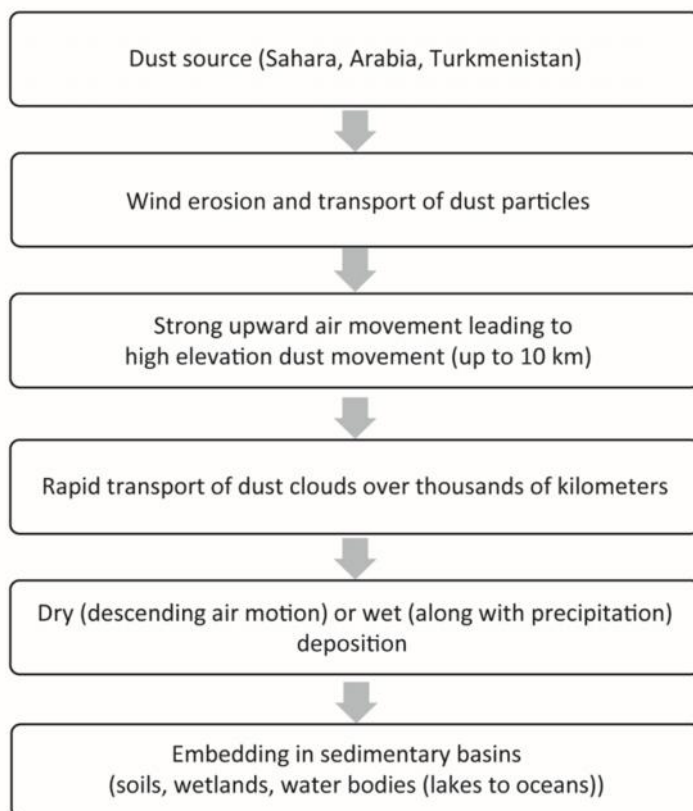 Dust source (Sahara, Arabia, Turkmenistan)
Wind erosion and transport of dust particles
Strong upward air movement leading to
high elevation dust movement (up to 10 km)
Rapid transport of dust clouds over thousands of kilometers
Dry (descending air motion) or wet (along with precipitation)
deposition
Embedding in sedimentary basins
(soils, wetlands, water bodies (lakes to oceans))